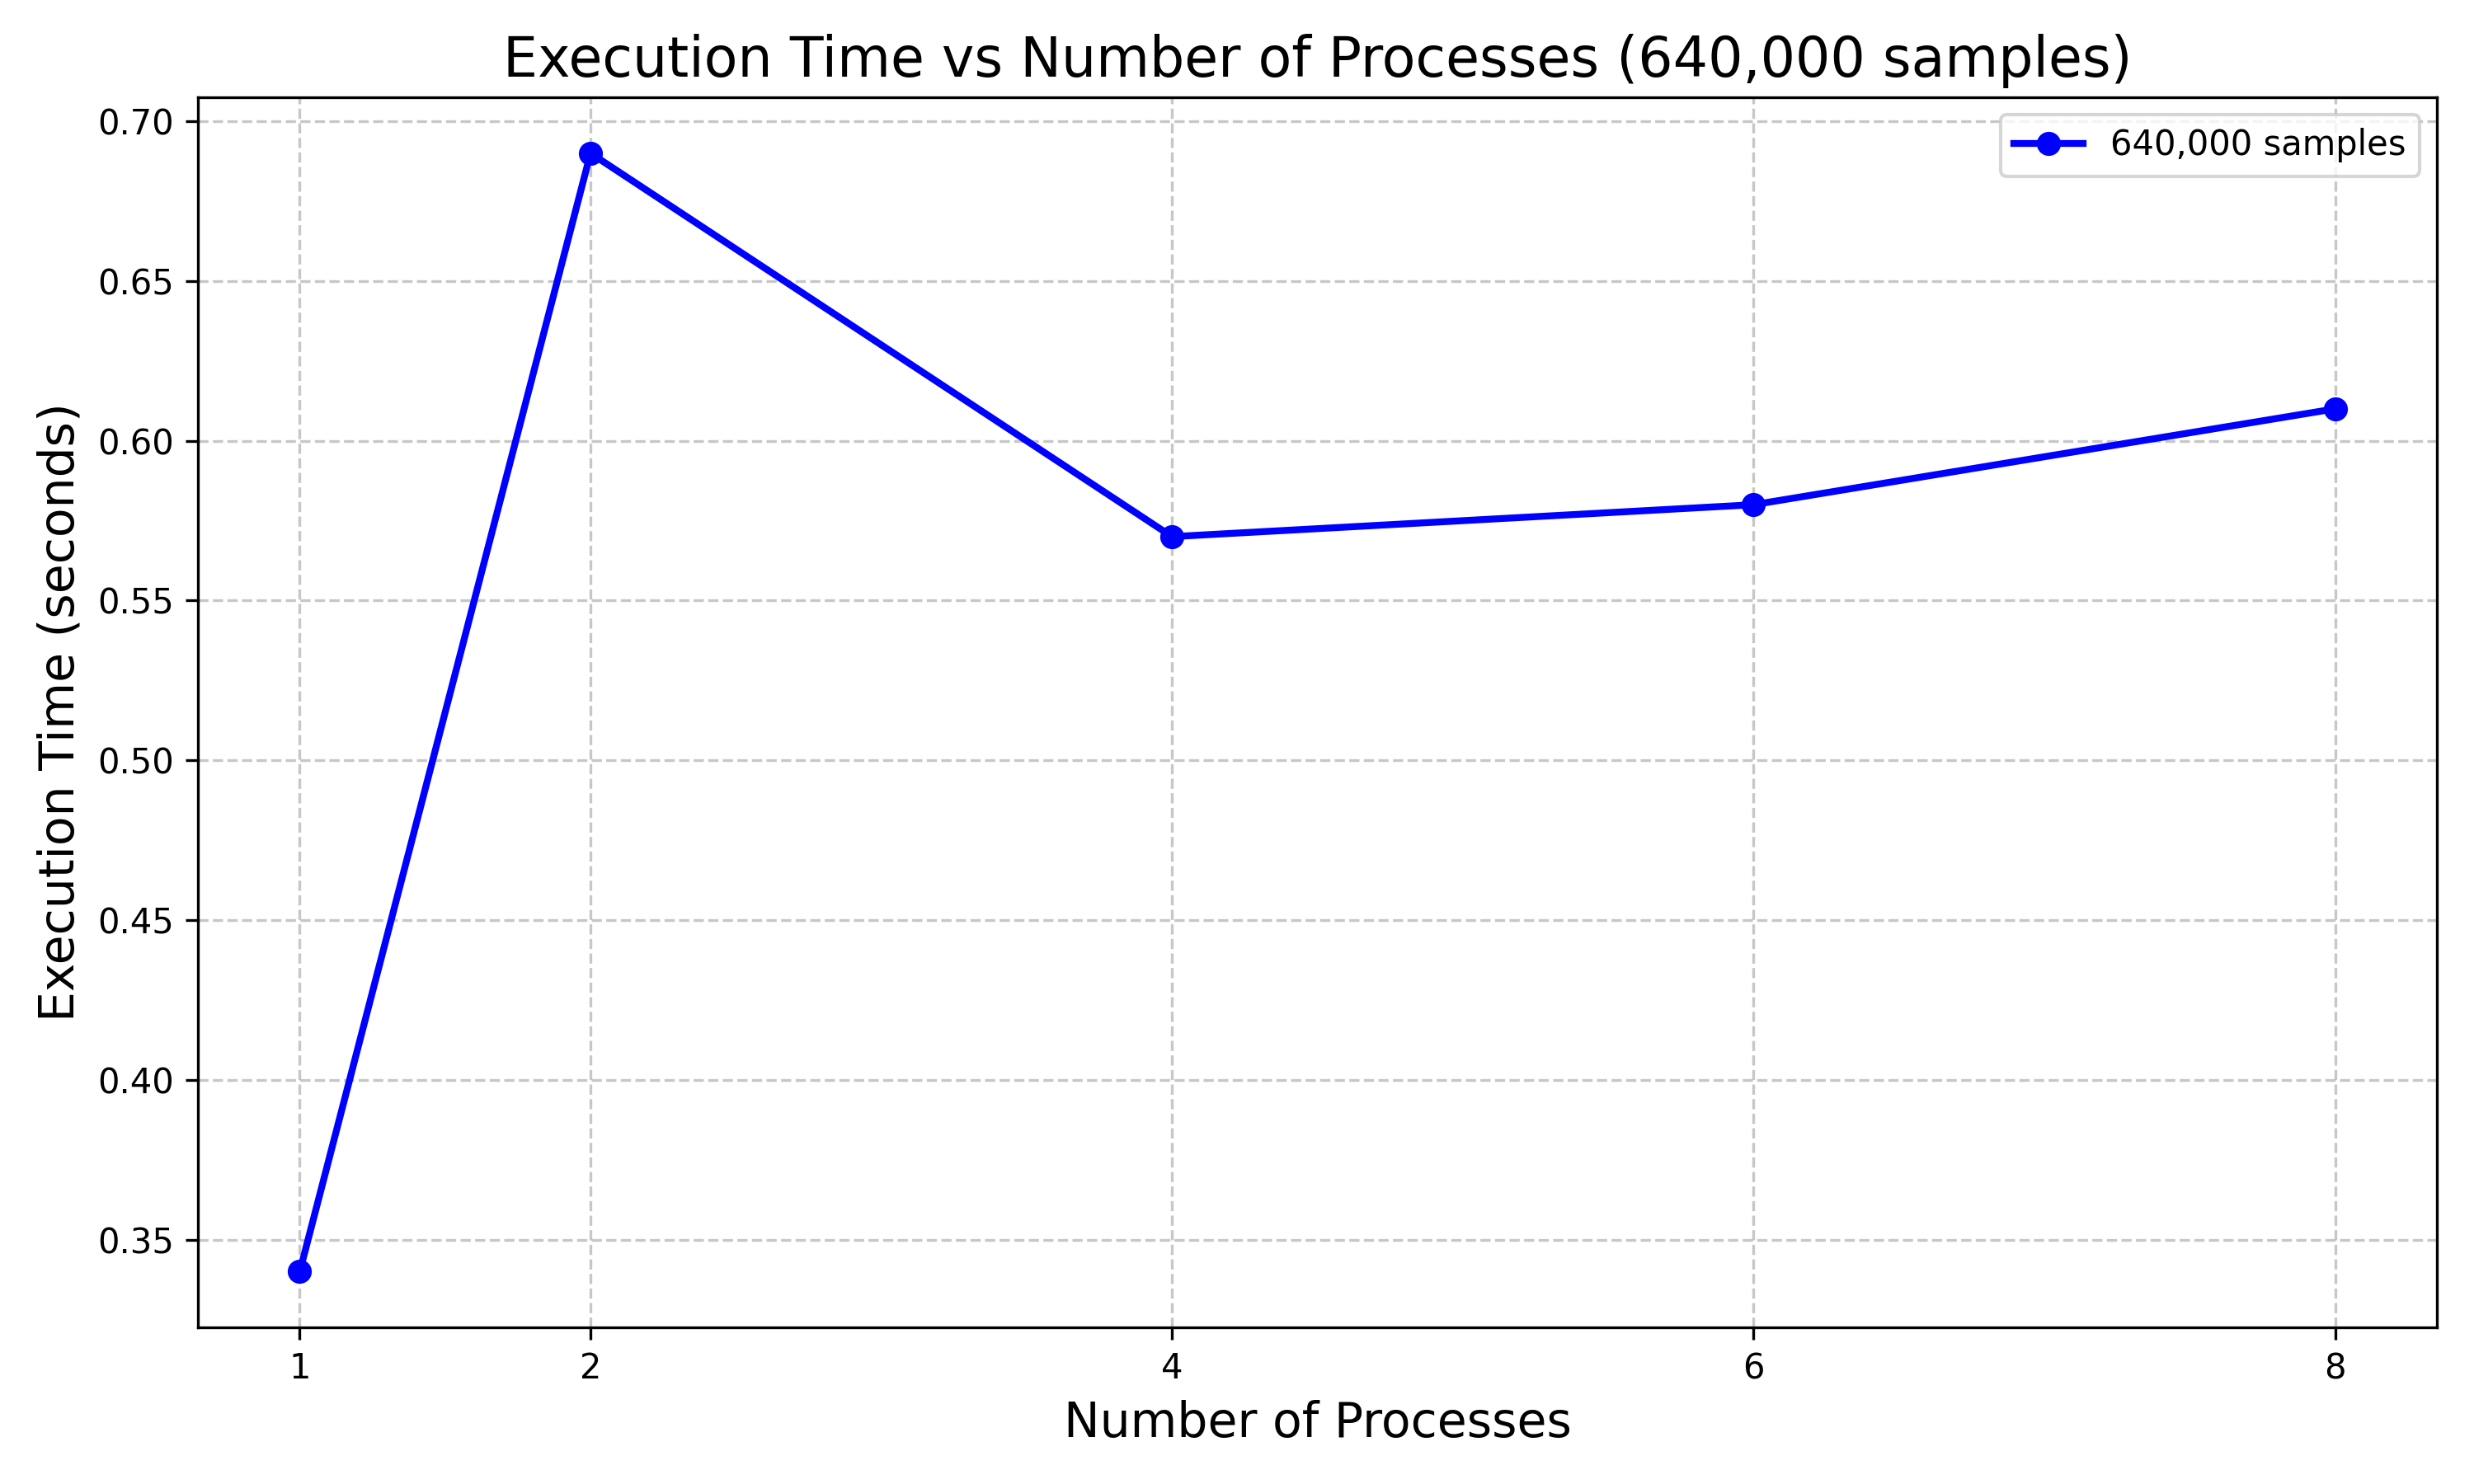 Execution Time vs Number of Processes (640,000 samples)
640,000 samples
Execution Time (seconds)
0.70
0.65
0.60
0.55
0.50
0.45
0.40
0.35
1 2 4 6 8
Number of Processes